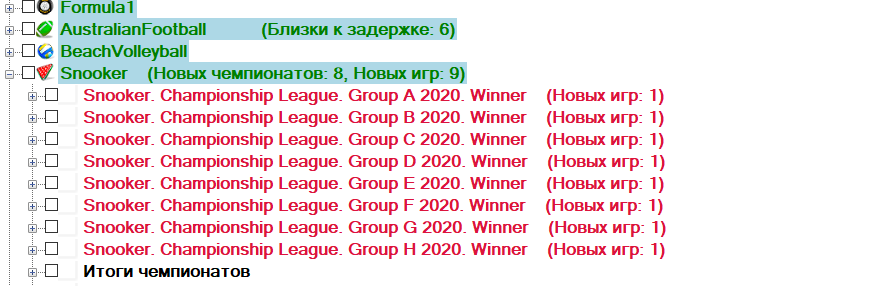 Formula1
AustralianFootball (Близки к задержке: 6)
BeachVolleyball
Snooker (Новых чемпионатов: 8, Новых игр: 9)
Snooker. Championship League. Group A 2020. Winner (Новых игр: 1)
Snooker. Championship League. Group B 2020. Winner (Новых игр: 1)
Snooker. Championship League. Group C 2020. Winner (Новых игр: 1)
Snooker. Championship League. Group D 2020. Winner (Новых игр: 1)
Snooker. Championship League. Group E 2020. Winner (Новых игр: 1)
Snooker. Championship League. Group F 2020. Winner (Новых игр: 1)
Snooker. Championship League. Group G 2020. Winner (Новых игр: 1)
Snooker. Championship League. Group H 2020. Winner (Новых игр: 1)
Итоги чемпионатов